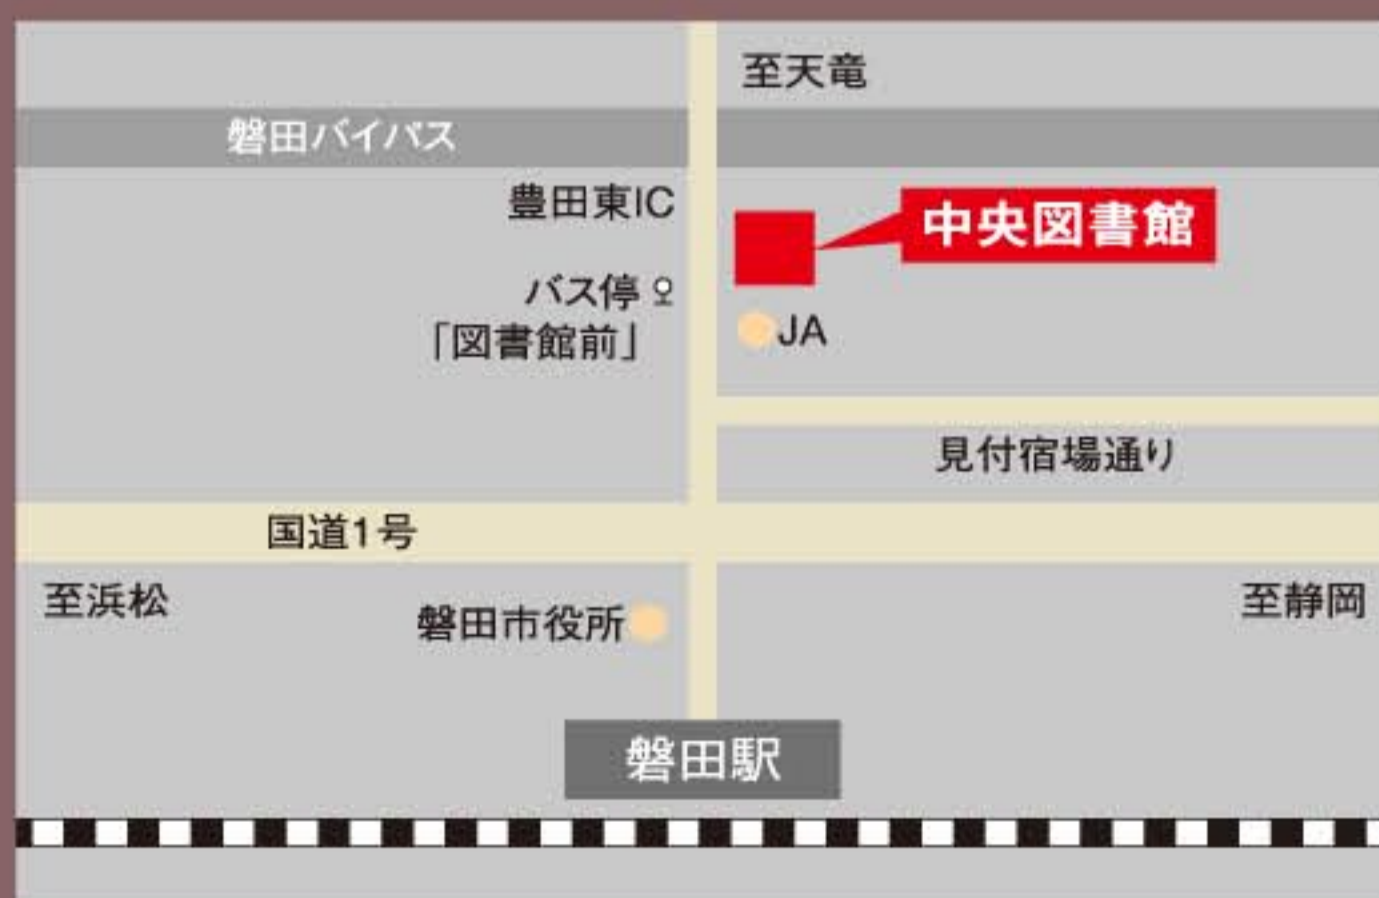 至天竜
磐田バイパス
豊田東IC
中央図書館
バス停
「図書館前」
JA
見付宿場通り
国道1号
至浜松
磐田市役所
至静岡
磐田駅